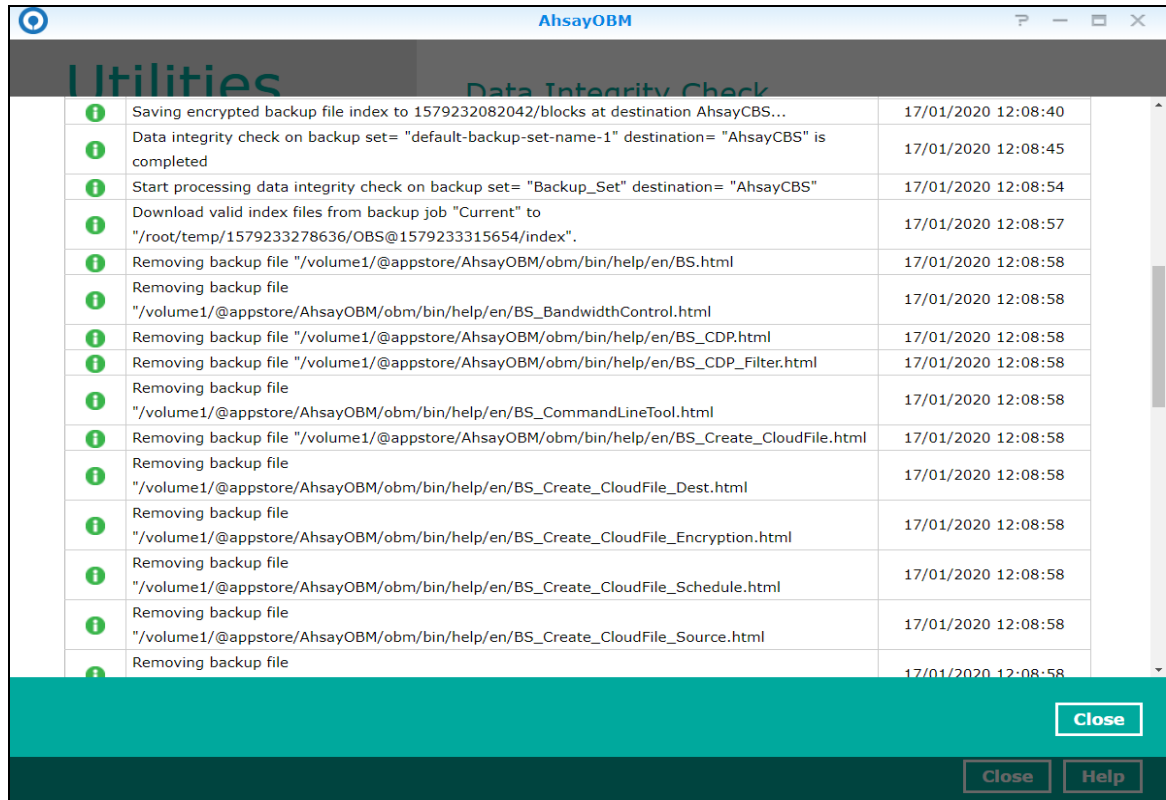 AhsayOBM
Utilities
Data Integrity Check
Saving encrypted backup file index to 1579232082042/blocks at destination AhsayCBS... 17/01/2020 12:08:40
Data integrity check on backup set= "default-backup-set-name-1" destination= "AhsayCBS" is
completed 17/01/2020 12:08:45
Start processing data integrity check on backup set= "Backup_Set" destination= "AhsayCBS" 17/01/2020 12:08:54
Download valid index files from backup job "Current" to
"/root/temp/1579233278636/OBS@1579233315654/index". 17/01/2020 12:08:57
Removing backup file "/volume1/@appstore/AhsayOBM/obm/bin/help/en/BS.html 17/01/2020 12:08:58
Removing backup file
"/volume1/@appstore/AhsayOBM/obm/bin/help/en/BS_BandwidthControl.html 17/01/2020 12:08:58
Removing backup file "/volume1/@appstore/AhsayOBM/obm/bin/help/en/BS_CDP.html 17/01/2020 12:08:58
Removing backup file "/volume1/@appstore/AhsayOBM/obm/bin/help/en/BS_CDP_Filter.html 17/01/2020 12:08:58
Removing backup file
"/volume1/@appstore/AhsayOBM/obm/bin/help/en/BS_CommandLineTool.html 17/01/2020 12:08:58
Removing backup file "/volume1/@appstore/AhsayOBM/obm/bin/help/en/BS_Create_CloudFile.html 17/01/2020 12:08:58
Removing backup file
"/volume1/@appstore/AhsayOBM/obm/bin/help/en/BS_Create_CloudFile_Dest.html 17/01/2020 12:08:58
Removing backup file
"/volume1/@appstore/AhsayOBM/obm/bin/help/en/BS_Create_CloudFile_Encryption.html 17/01/2020 12:08:58
Removing backup file
"/volume1/@appstore/AhsayOBM/obm/bin/help/en/BS_Create_CloudFile_Schedule.html 17/01/2020 12:08:58
Removing backup file
"/volume1/@appstore/AhsayOBM/obm/bin/help/en/BS_Create_CloudFile_Source.html 17/01/2020 12:08:58
Removing backup file 17/01/2020 12:08:58
Close
Close Help